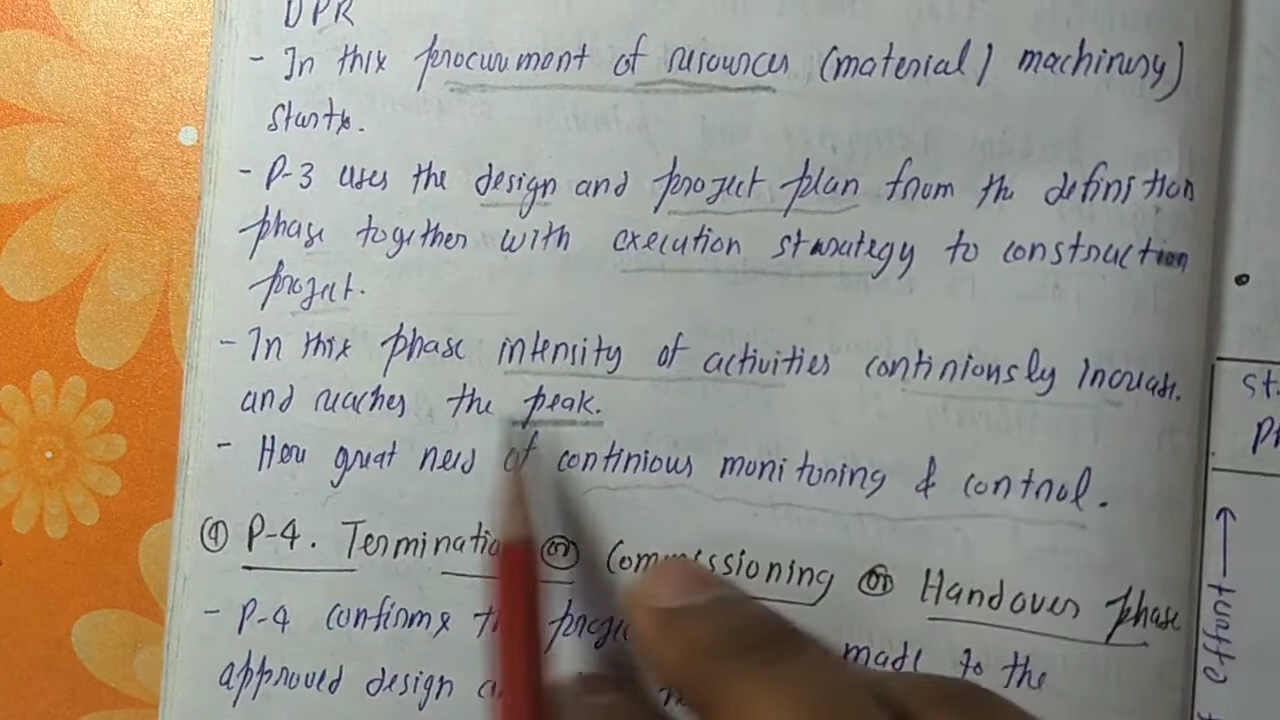 DPR
- In this procurement of resources (material / machinery)
starts.
- P-3 uses the design and project plan from the definition
phase together with execution strategy to construction
project.
- In this phase intensity of activities continiously increase.
and reaches the peak.
- Here great need of continious monitoring & control.
④ P-4. Termination or Commissioning or Handover phase
- P-4 confirms the project made to the
approved design
St.
Ph
effort